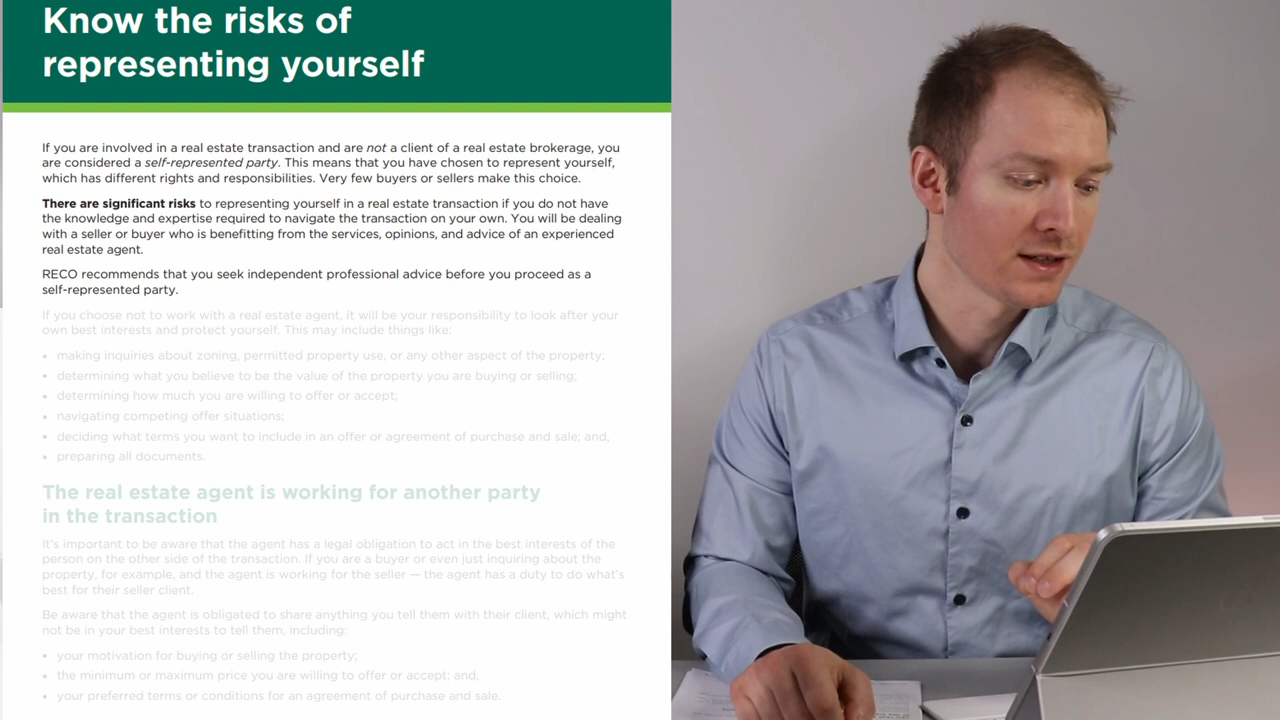 Know the risks of
representing yourself
If you are involved in a real estate transaction and are not a client of a real estate brokerage, you
are considered a self-represented party. This means that you have chosen to represent yourself,
which has different rights and responsibilities. Very few buyers or sellers make this choice.
There are significant risks to representing yourself in a real estate transaction if you do not have
the knowledge and expertise required to navigate the transaction on your own. You will be dealing
with a seller or buyer who is benefitting from the services, opinions, and advice of an experienced
real estate agent.
RECO recommends that you seek independent professional advice before you proceed as a
self-represented party.
If you choose not to work with a real estate agent, it will be your responsibility to look after your
own best interests and protect yourself. This may include things like:
• making inquiries about zoning, permitted property use, or any other aspect of the property;
• determining what you believe to be the value of the property you are buying or selling;
• determining how much you are willing to offer or accept;
• navigating competing offer situations;
• deciding what terms you want to include in an offer or agreement of purchase and sale; and,
• preparing all documents.
The real estate agent is working for another party
in the transaction
It's important to be aware that the agent has a legal obligation to act in the best interests of the
person on the other side of the transaction. If you are a buyer or even just inquiring about the
property, for example, and the agent is working for the seller — the agent has a duty to do what's
best for their seller client.
Be aware that the agent is obligated to share anything you tell them with their client, which might
not be in your best interests to tell them, including:
• your motivation for buying or selling the property;
• the minimum or maximum price you are willing to offer or accept; and,
• your preferred terms or conditions for an agreement of purchase and sale.